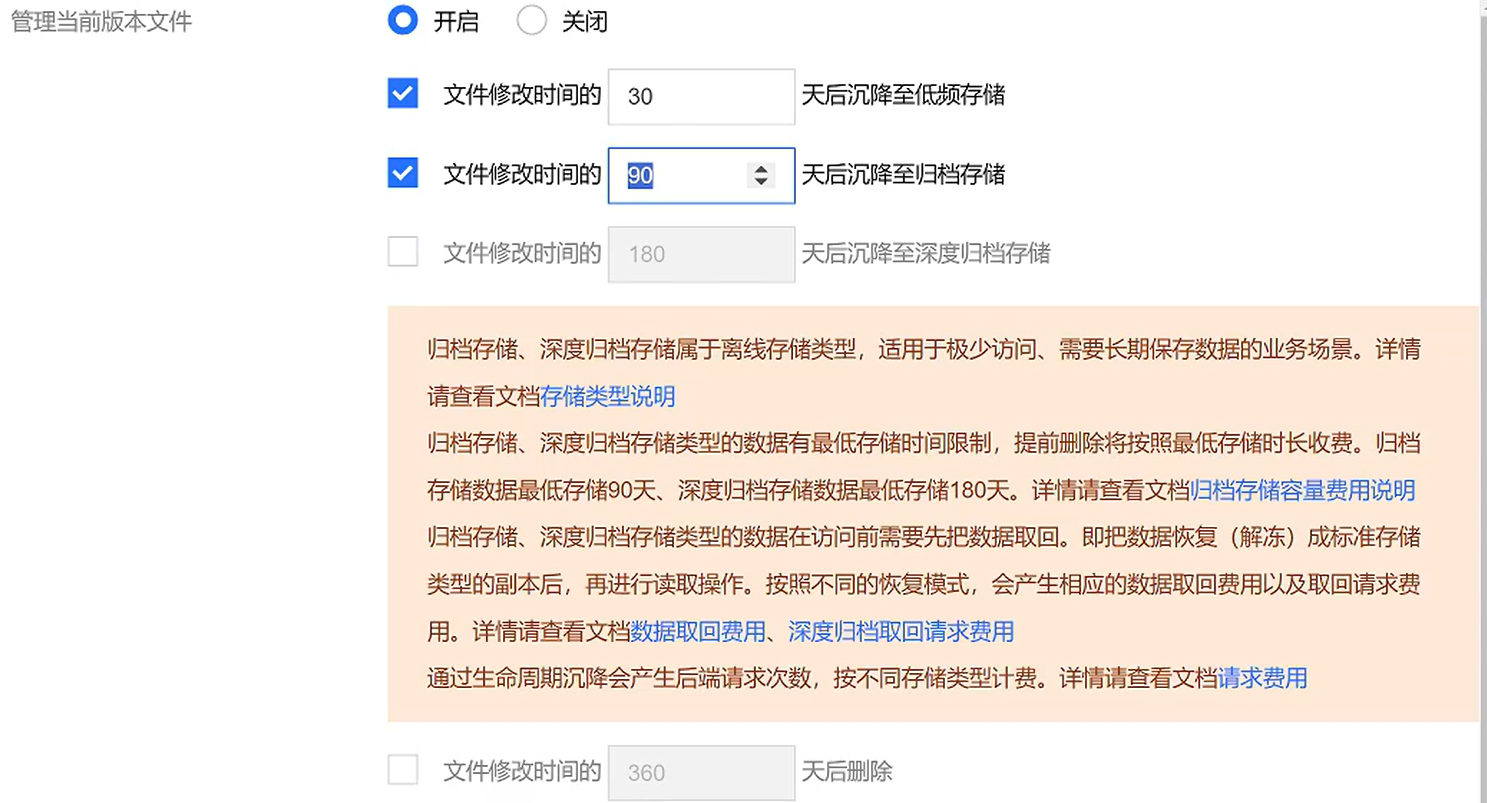 管理当前版本文件 开启 关闭
文件修改时间的 30 天后沉降至低频存储
文件修改时间的 90 天后沉降至归档存储
文件修改时间的 180 天后沉降至深度归档存储
归档存储、深度归档存储属于离线存储类型，适用于极少访问、需要长期保存数据的业务场景。详情
请查看文档存储类型说明
归档存储、深度归档存储类型的数据有最低存储时间限制，提前删除将按照最低存储时长收费。归档
存储数据最低存储90天、深度归档存储数据最低存储180天。详情请查看文档归档存储容量费用说明
归档存储、深度归档存储类型的数据在访问前需要先把数据取回。即把数据恢复（解冻）成标准存储
类型的副本后，再进行读取操作。按照不同的恢复模式，会产生相应的数据取回费用以及取回请求费
用。详情请查看文档数据取回费用、深度归档取回请求费用
通过生命周期沉降会产生后端请求次数，按不同存储类型计费。详情请查看文档请求费用
文件修改时间的 360 天后删除